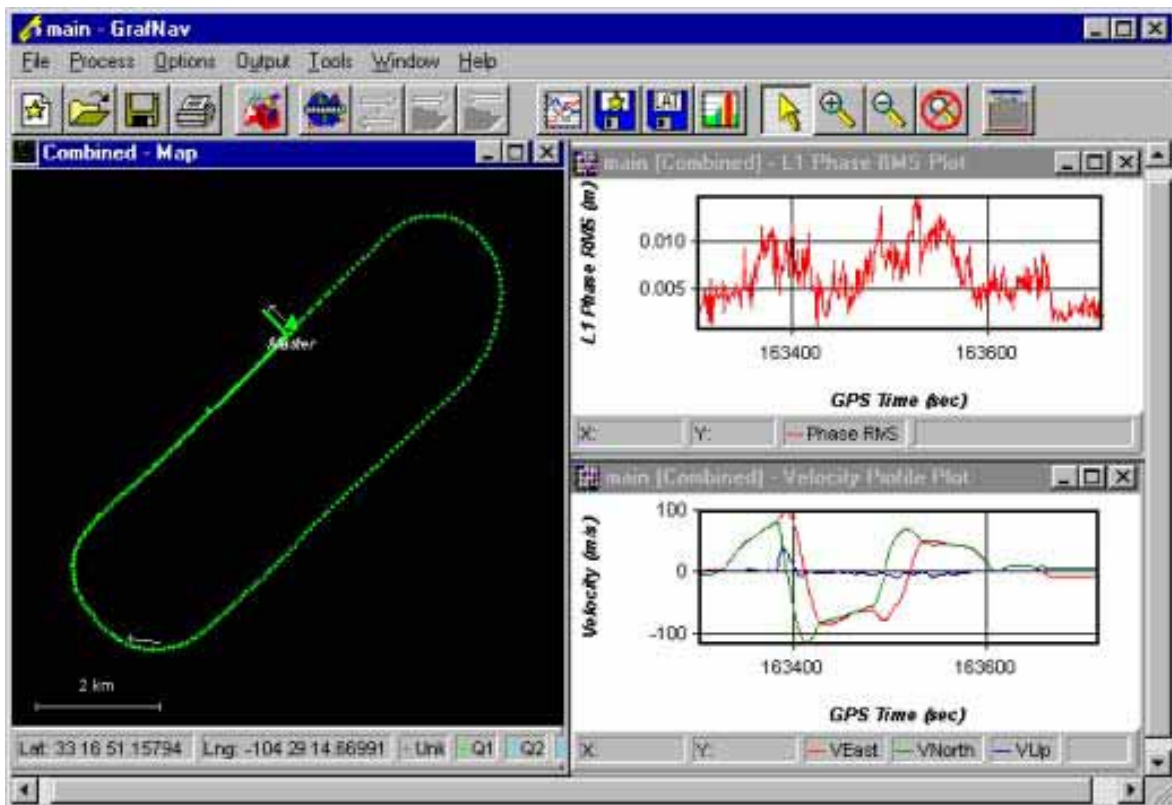 main - GrafNav
File Process Options Output Tools Window Help
LAT
Combined - Map
Master
2 km
Lat: 33 16 51.15794 Lng: -104 29 14.66991 Unk Q1 Q2
main [Combined] - L1 Phase RMS Plot
L1 Phase RMS (m)
0.010
0.005
163400 163600
GPS Time (sec)
X: Y: Phase RMS
main [Combined] - Velocity Profile Plot
Velocity (m/s)
100
0
-100
163400 163600
GPS Time (sec)
X: Y: VEast VNorth VUp